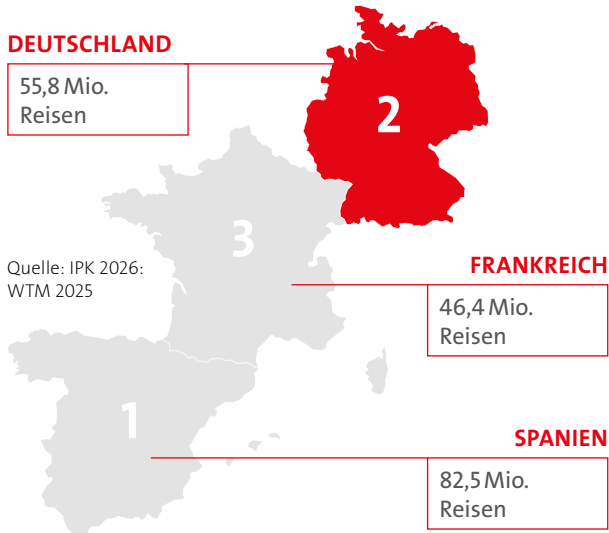 DEUTSCHLAND
55,8 Mio.
Reisen
2
3
Quelle: IPK 2026:
WTM 2025
FRANKREICH
46,4 Mio.
Reisen
1
SPANIEN
82,5 Mio.
Reisen